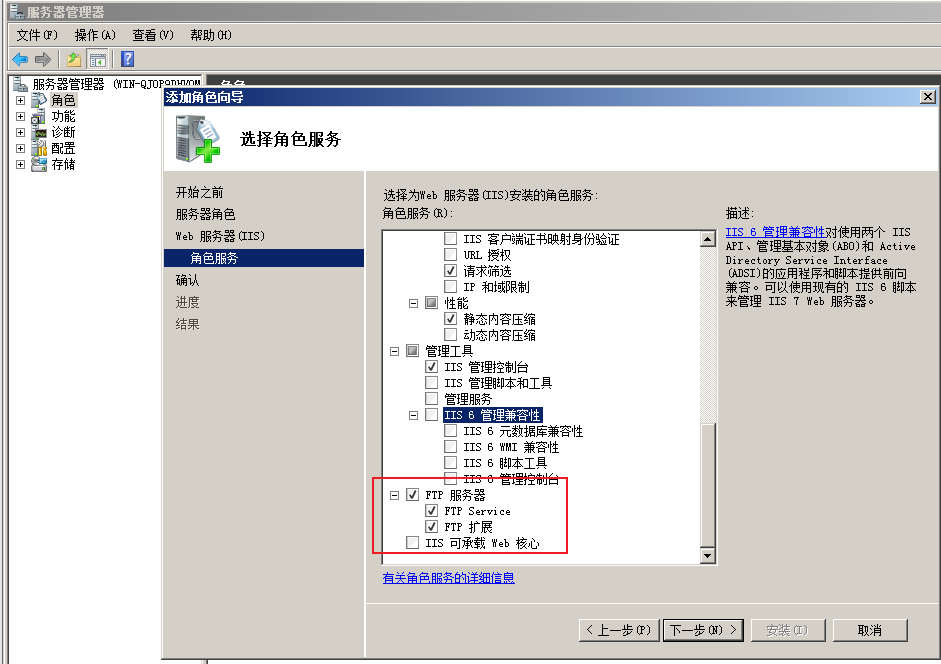 服务器管理器
文件(F) 操作(A) 查看(V) 帮助(H)
服务器管理器 (WIN-QJOP9DHVOM
角色
功能
诊断
配置
存储
角色
添加角色向导
选择角色服务
开始之前
服务器角色
Web 服务器(IIS)
角色服务
确认
进度
结果
选择为Web 服务器(IIS)安装的角色服务:
角色服务(R):
IIS 客户端证书映射身份验证
URL 授权
请求筛选
IP 和域限制
性能
静态内容压缩
动态内容压缩
管理工具
IIS 管理控制台
IIS 管理脚本和工具
管理服务
IIS 6 管理兼容性
IIS 6 元数据库兼容性
IIS 6 WMI 兼容性
IIS 6 脚本工具
IIS 6 管理控制台
FTP 服务器
FTP Service
FTP 扩展
IIS 可承载 Web 核心
有关角色服务的详细信息
描述:
IIS 6 管理兼容性对使用两个 IIS
API、管理基本对象(ABO)和 Active
Directory Service Interface
(ADSI)的应用程序和脚本提供前向
兼容。可以使用现有的 IIS 6 脚本
来管理 IIS 7 Web 服务器。
< 上一步(P) 下一步(N) > 安装(I) 取消